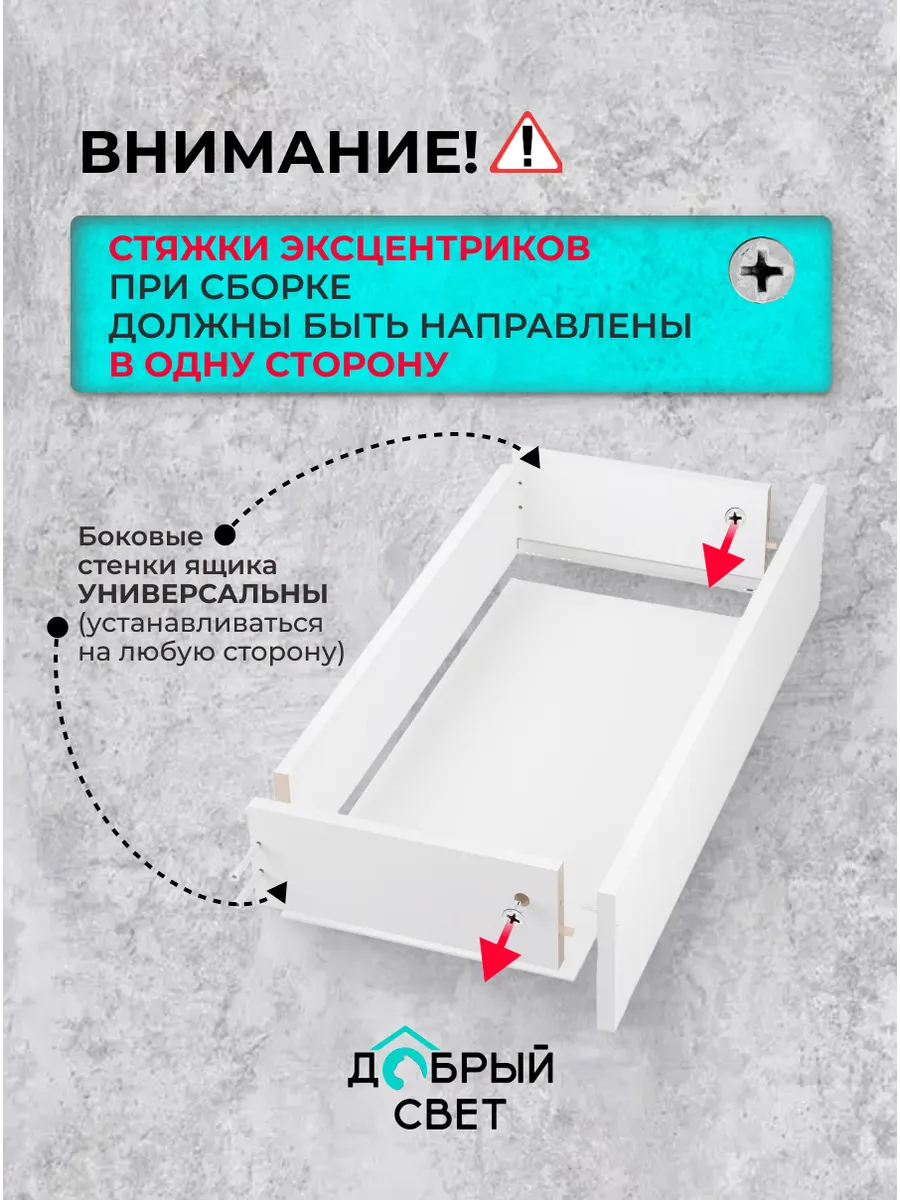 ВНИМАНИЕ!
СТЯЖКИ ЭКСЦЕНТРИКОВ
ПРИ СБОРКЕ
ДОЛЖНЫ БЫТЬ НАПРАВЛЕНЫ
В ОДНУ СТОРОНУ
Боковые
стенки ящика
УНИВЕРСАЛЬНЫ
(устанавливаться
на любую сторону)
ДОБРЫЙ
СВЕТ